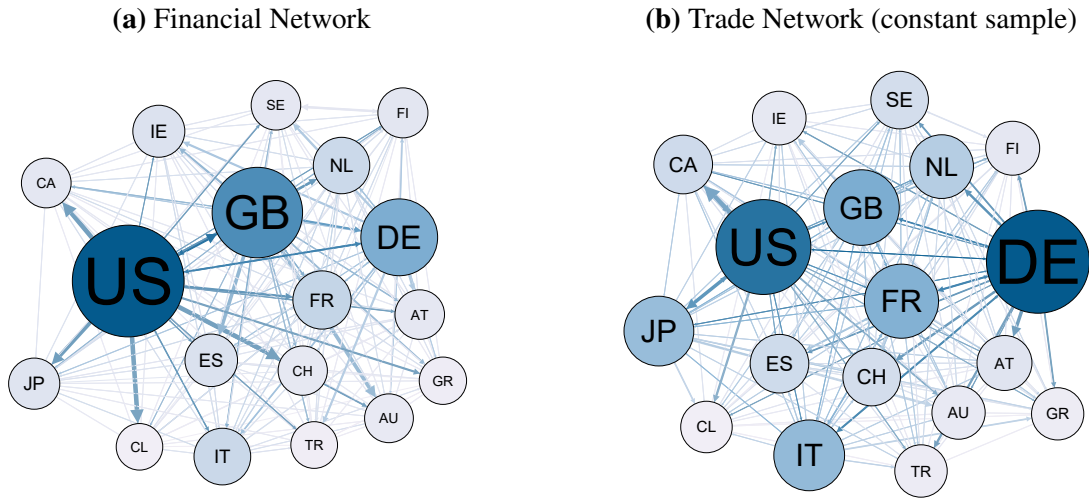 (a) Financial Network
SE
FI
IE
NL
CA
GB
DE
US
FR
AT
ES
CH
JP
GR
AU
CL
IT
TR
(b) Trade Network (constant sample)
SE
IE
FI
CA
NL
GB
US
DE
FR
JP
ES
CH
AT
AU
GR
CL
IT
TR